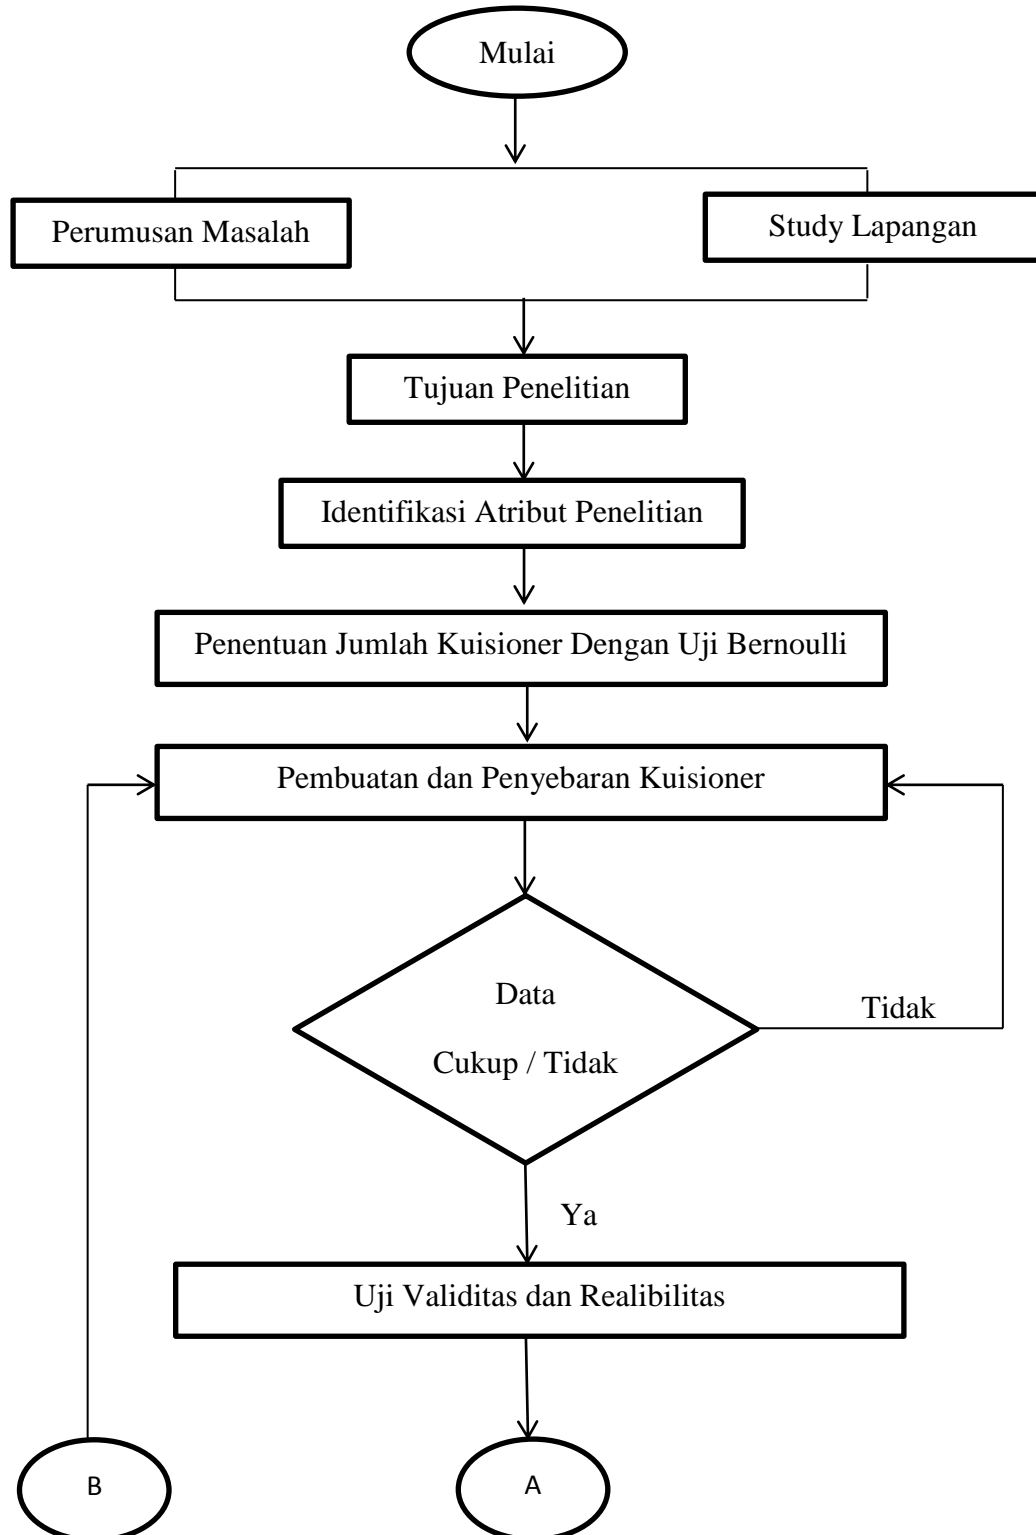 Mulai
Perumusan Masalah
Study Lapangan
Tujuan Penelitian
Identifikasi Atribut Penelitian
Penentuan Jumlah Kuisioner Dengan Uji Bernoulli
Pembuatan dan Penyebaran Kuisioner
Data
Cukup / Tidak
Tidak
Ya
Uji Validitas dan Realibilitas
B
A